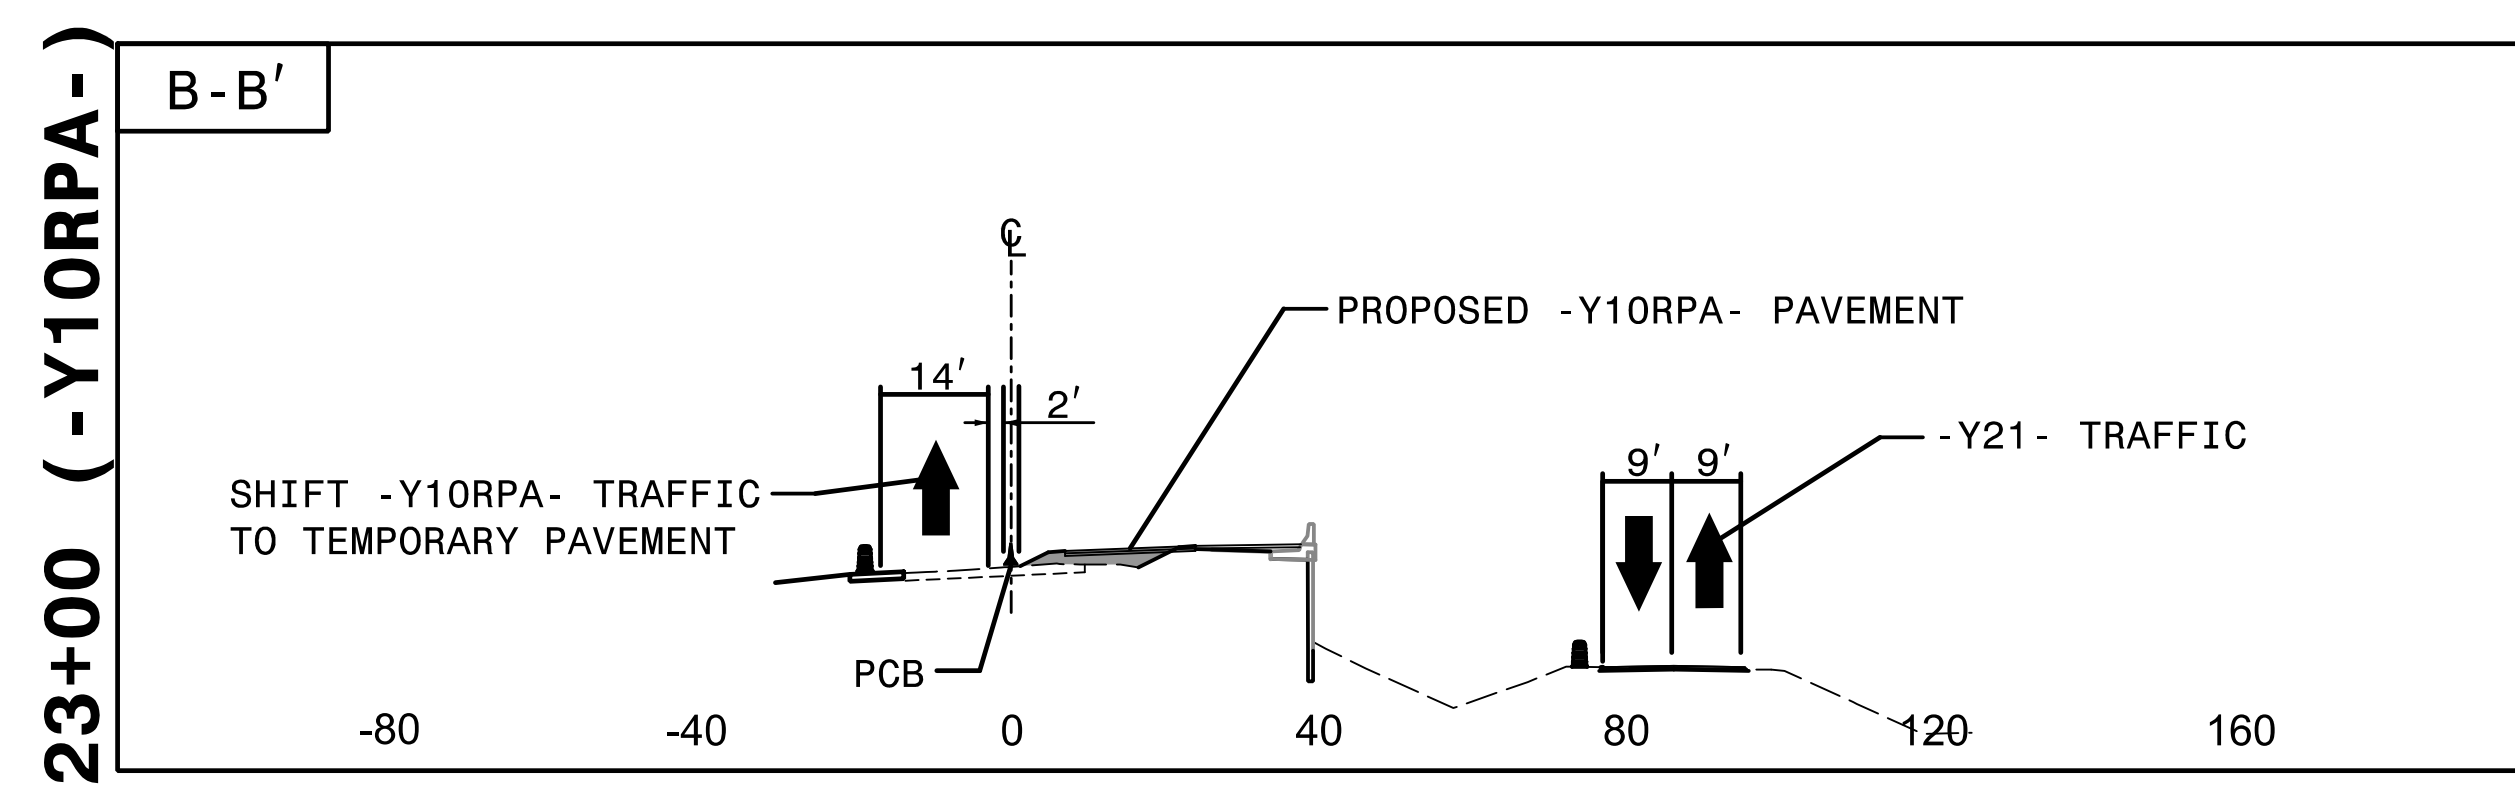 23+00 (-Y10RPA-)
B-B'
℄
PROPOSED -Y10RPA- PAVEMENT
14'
2'
-Y21- TRAFFIC
9' 9'
SHIFT -Y10RPA- TRAFFIC
TO TEMPORARY PAVEMENT
PCB
-80 -40 0 40 80 120 160